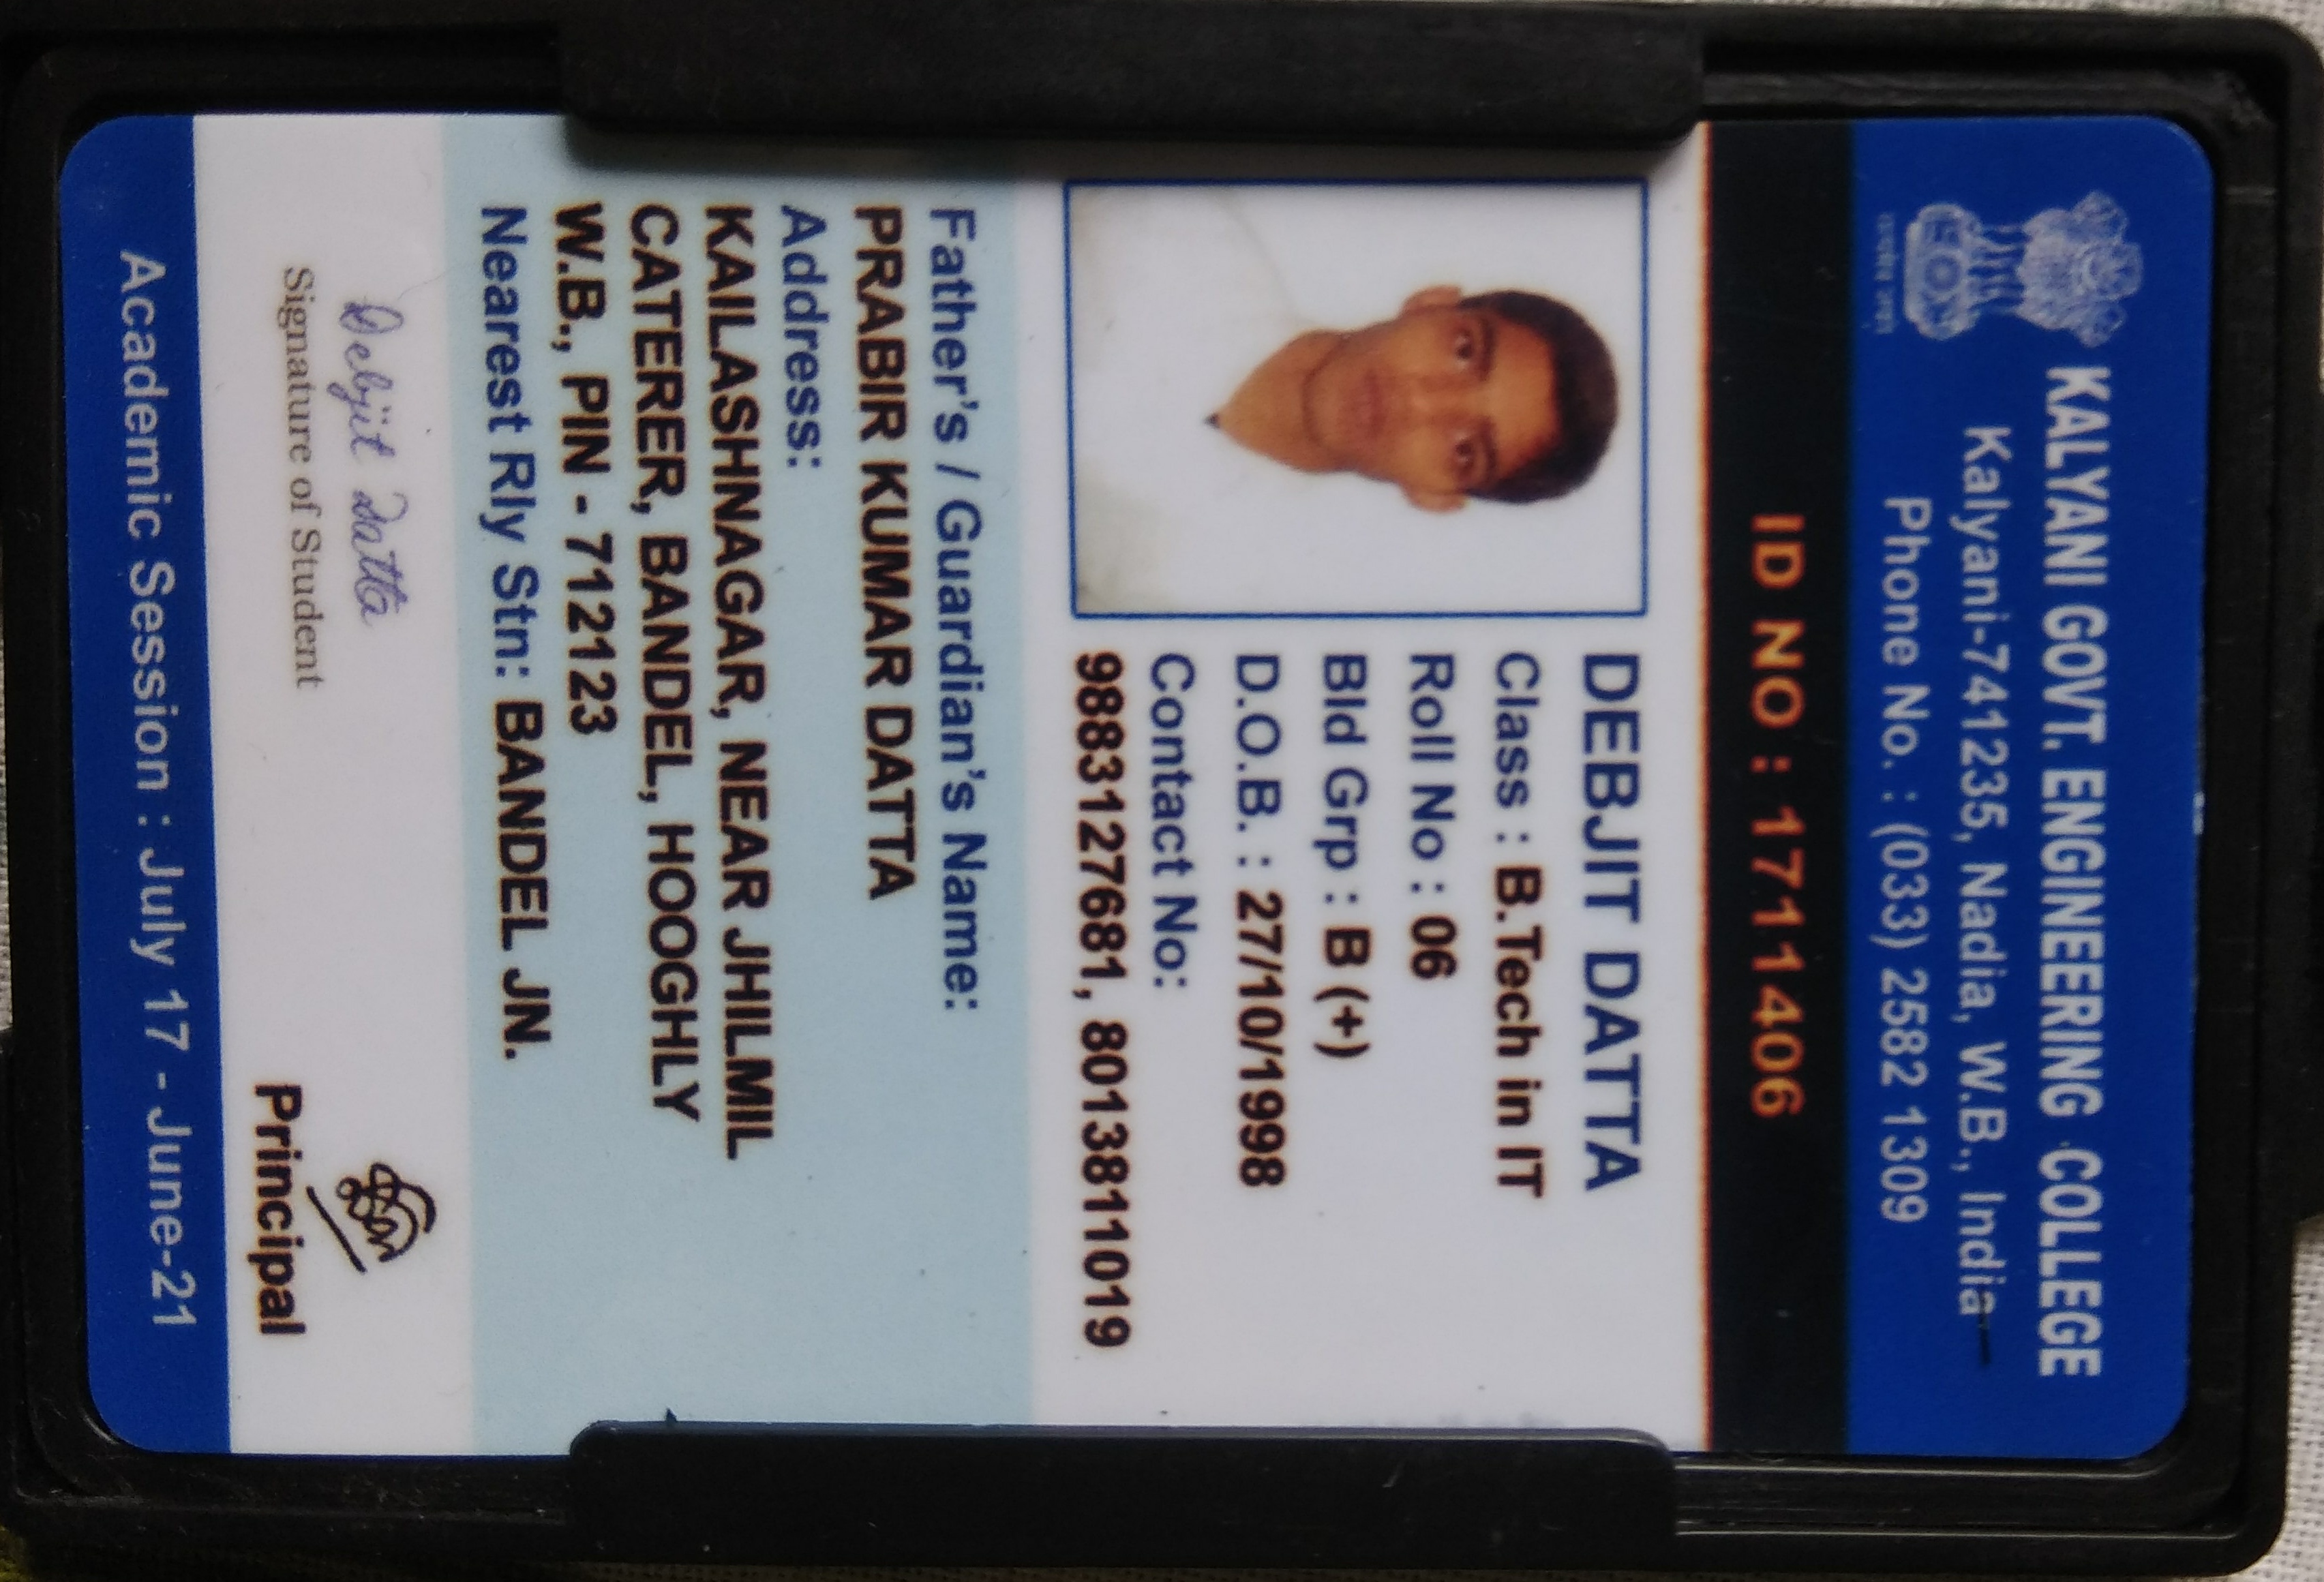 KALYANI GOVT. ENGINEERING COLLEGE
Kalyani-741235, Nadia, W.B., India
Phone No. : (033) 2582 1309
सत्यमेव जयते
ID NO : 1711406
DEBJIT DATTA
Class : B.Tech in IT
Roll No : 06
Bld Grp : B (+)
D.O.B. : 27/10/1998
Contact No:
9883127681, 8013811019
Father's / Guardian's Name:
PRABIR KUMAR DATTA
Address:
KAILASHNAGAR, NEAR JHILMIL
CATERER, BANDEL, HOOGHLY
W.B., PIN - 712123
Nearest Rly Stn: BANDEL JN.
Debjit Datta
Signature of Student
Principal
Academic Session : July 17 - June-21